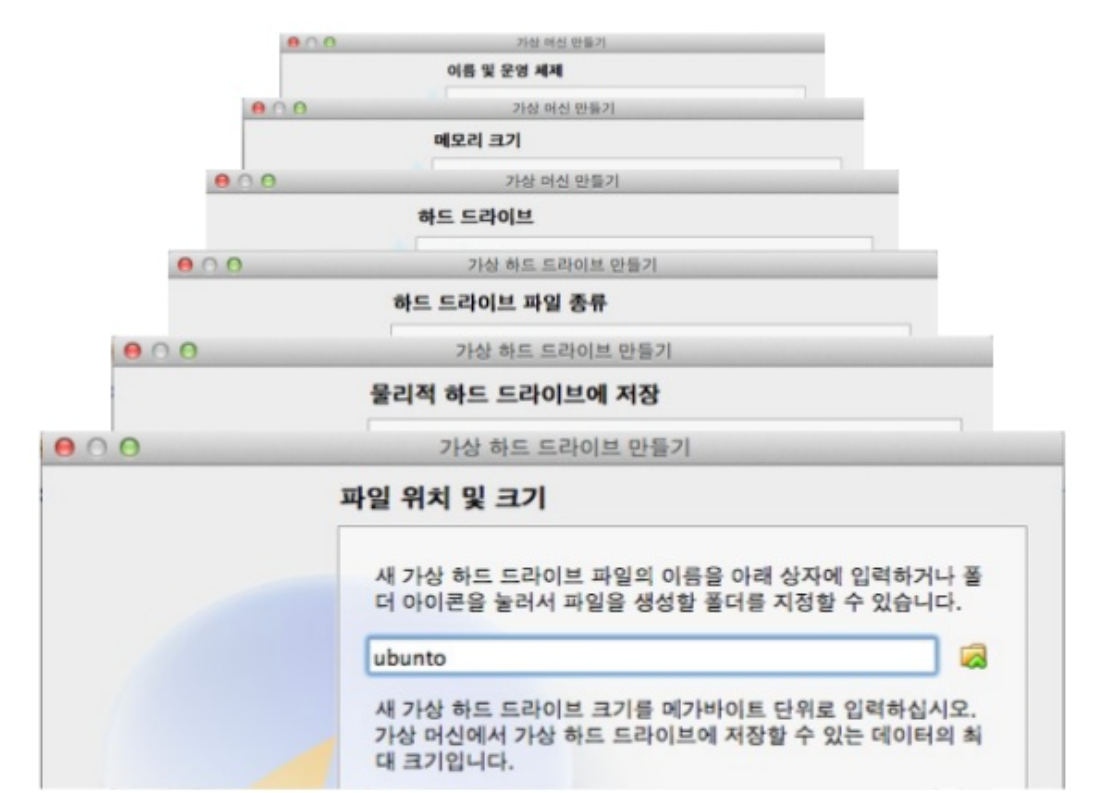 가상 머신 만들기
이름 및 운영 체제
가상 머신 만들기
메모리 크기
가상 머신 만들기
하드 드라이브
가상 하드 드라이브 만들기
하드 드라이브 파일 종류
가상 하드 드라이브 만들기
물리적 하드 드라이브에 저장
가상 하드 드라이브 만들기
파일 위치 및 크기
새 가상 하드 드라이브 파일의 이름을 아래 상자에 입력하거나 폴
더 아이콘을 눌러서 파일을 생성할 폴더를 지정할 수 있습니다.
ubunto
새 가상 하드 드라이브 크기를 메가바이트 단위로 입력하십시오.
가상 머신에서 가상 하드 드라이브에 저장할 수 있는 데이터의 최
대 크기입니다.